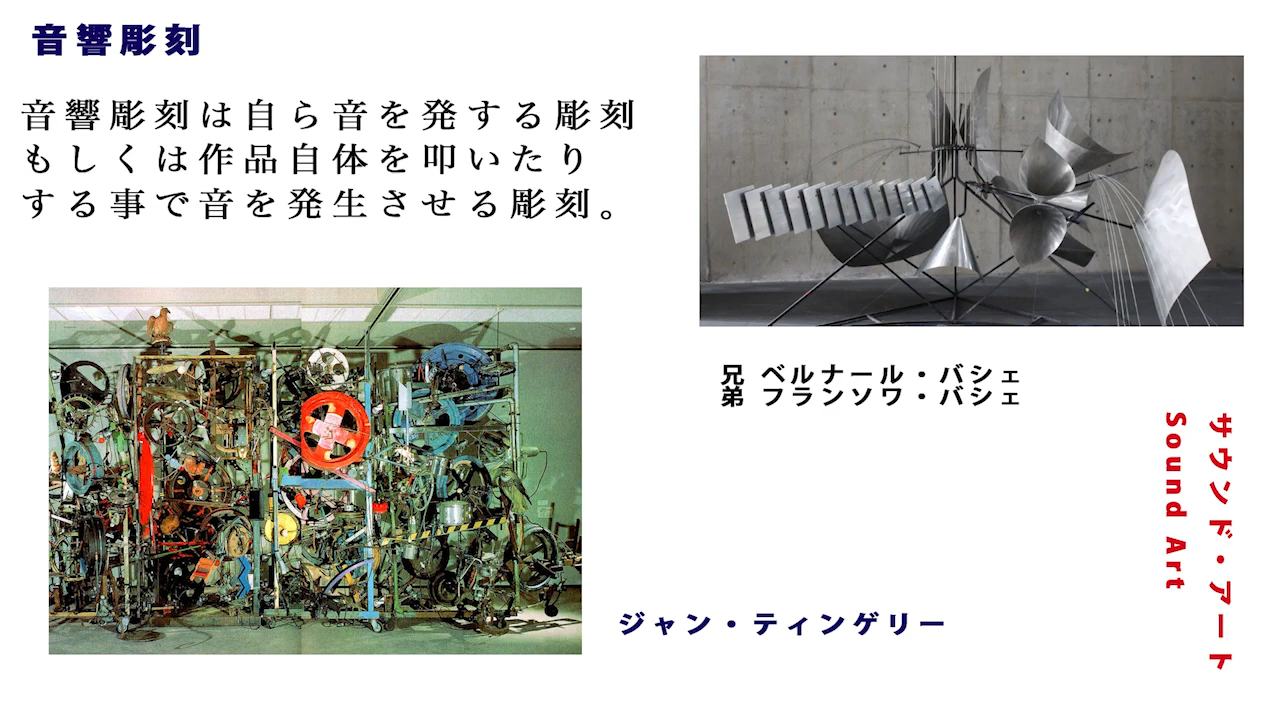 音響彫刻
音響彫刻は自ら音を発する彫刻
もしくは作品自体を叩いたり
する事で音を発生させる彫刻。
兄 ベルナール・バシェ
弟 フランソワ・バシェ
ジャン・ティンゲリー
サウンド・アート
Sound Art